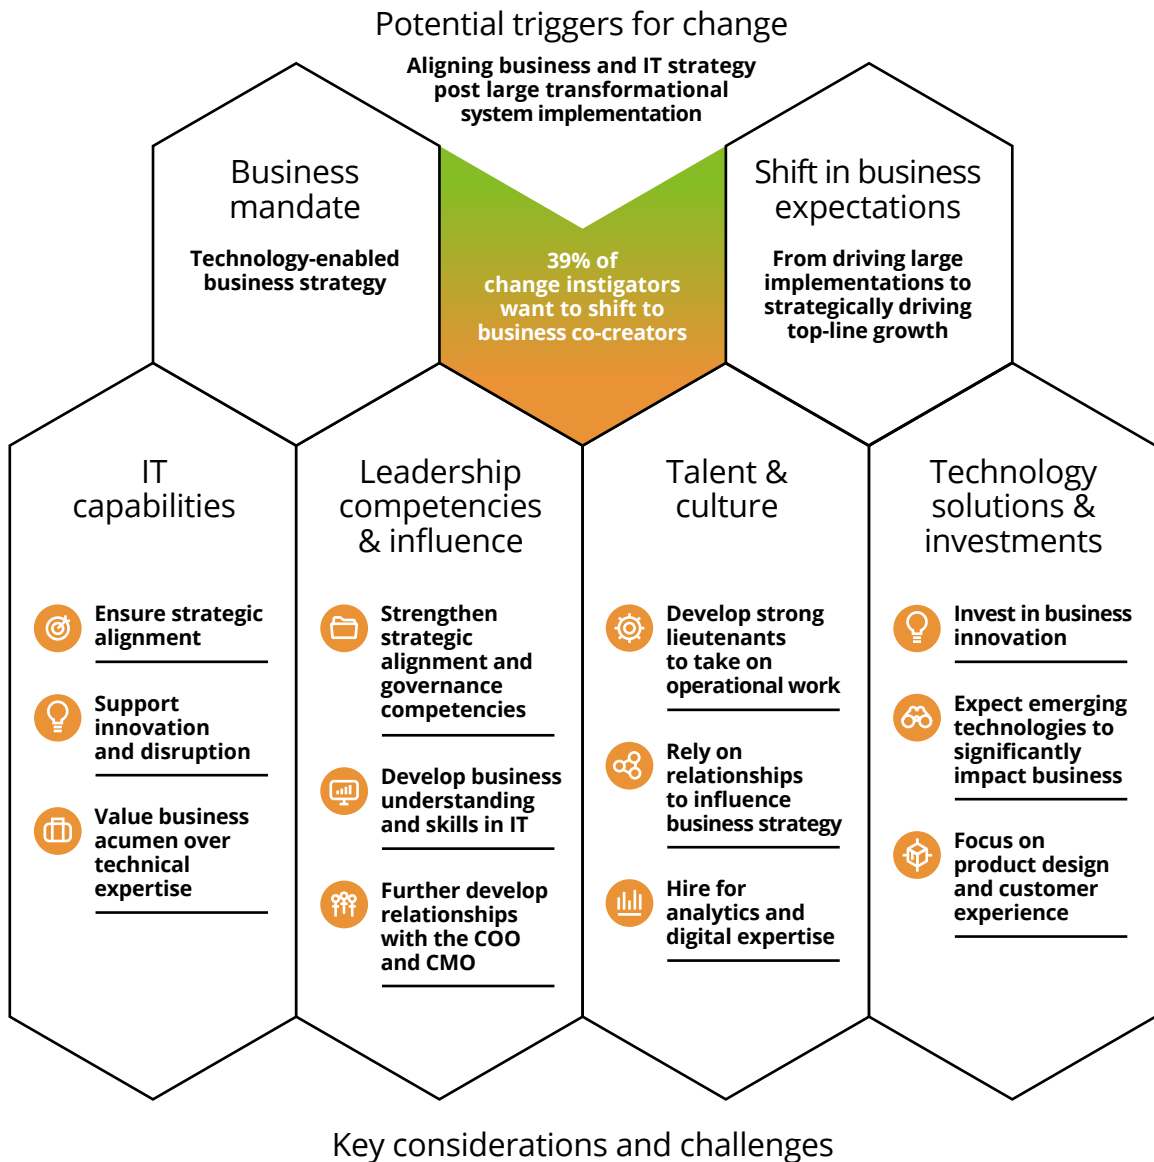 Potential triggers for change
Aligning business and IT strategy
post large transformational
system implementation
Business
mandate
Technology-enabled
business strategy
39% of
change instigators
want to shift to
business co-creators
Shift in business
expectations
From driving large
implementations to
strategically driving
top-line growth
IT
capabilities
Ensure strategic
alignment
Support
innovation
and disruption
Value business
acumen over
technical
expertise
Leadership
competencies
& influence
Strengthen
strategic
alignment and
governance
competencies
Develop business
understanding
and skills in IT
Further develop
relationships
with the COO
and CMO
Talent &
culture
Develop strong
lieutenants
to take on
operational work
Rely on
relationships
to influence
business strategy
Hire for
analytics and
digital expertise
Technology
solutions &
investments
Invest in business
innovation
Expect emerging
technologies to
significantly
impact business
Focus on
product design
and customer
experience
Key considerations and challenges